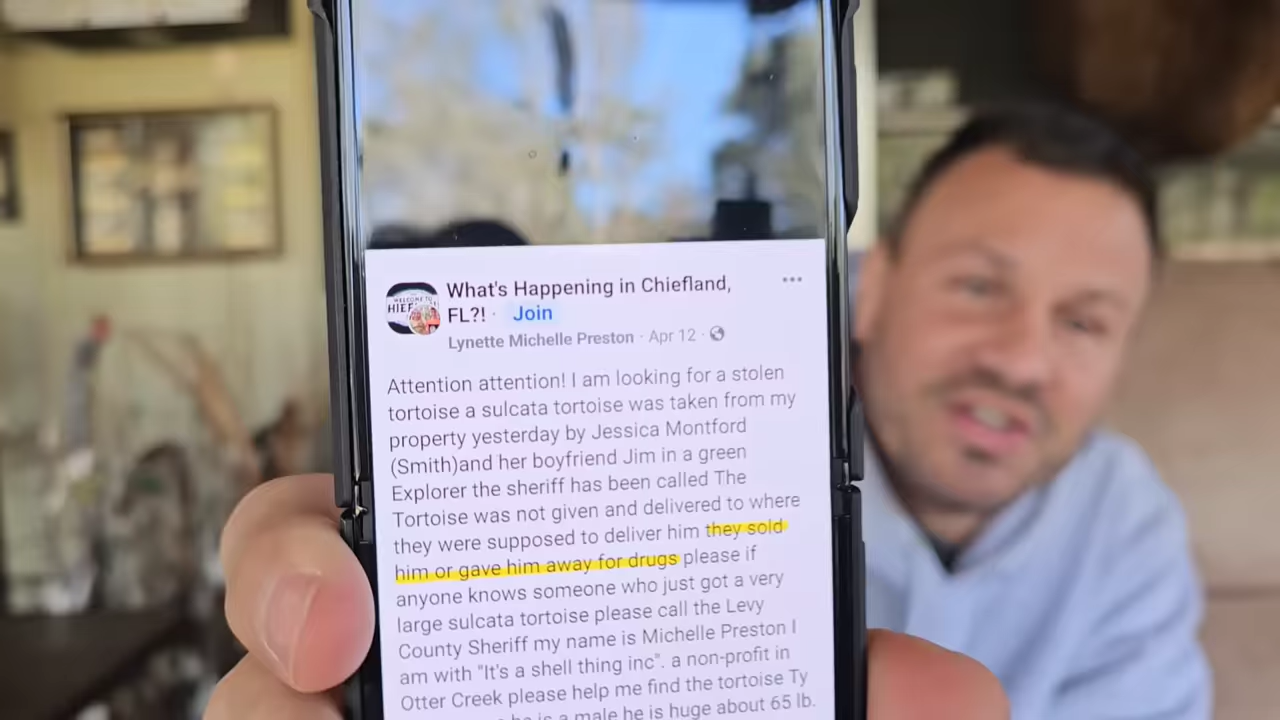 What's Happening in Chiefland,
FL?! · Join
Lynette Michelle Preston · Apr 12 ·
WELCOME TO
Attention attention! I am looking for a stolen
tortoise a sulcata tortoise was taken from my
property yesterday by Jessica Montford
(Smith)and her boyfriend Jim in a green
Explorer the sheriff has been called The
Tortoise was not given and delivered to where
they were supposed to deliver him they sold
him or gave him away for drugs please if
anyone knows someone who just got a very
large sulcata tortoise please call the Levy
County Sheriff my name is Michelle Preston I
am with "It's a shell thing inc". a non-profit in
Otter Creek please help me find the tortoise Ty
he is a male he is huge about 65 lb.